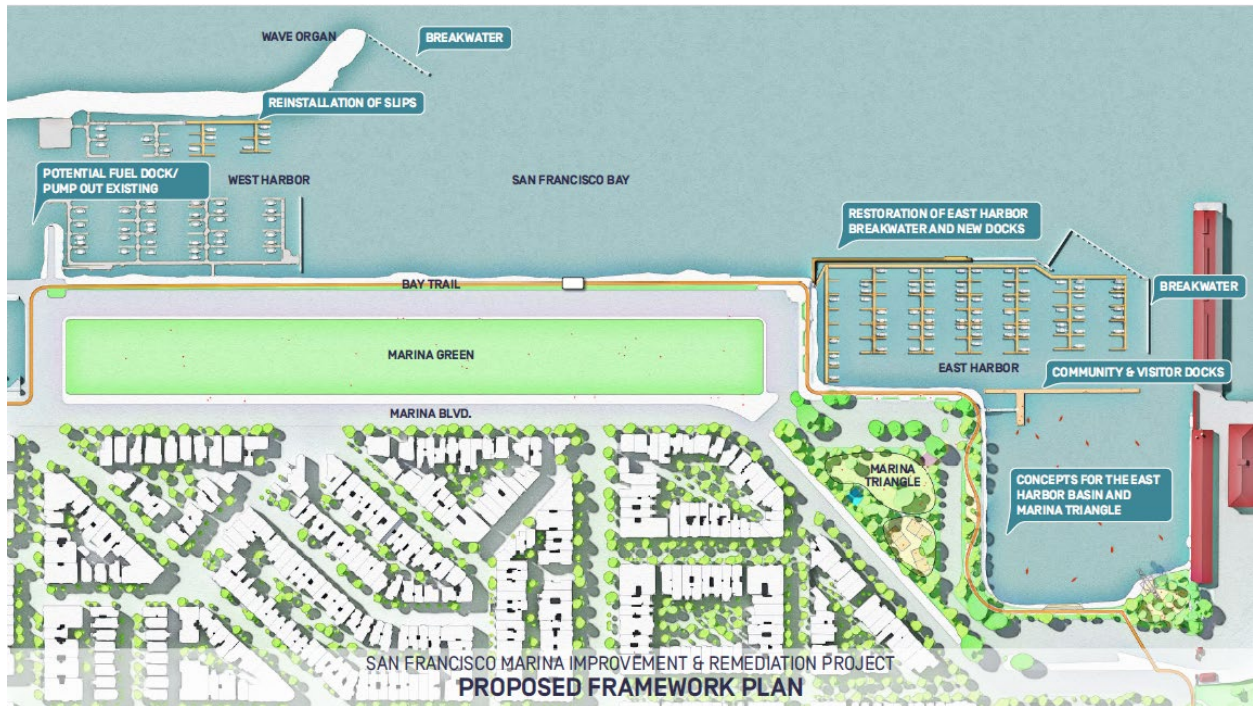 WAVE ORGAN
BREAKWATER
REINSTALLATION OF SLIPS
POTENTIAL FUEL DOCK/
PUMP OUT EXISTING
WEST HARBOR
SAN FRANCISCO BAY
RESTORATION OF EAST HARBOR
BREAKWATER AND NEW DOCKS
BREAKWATER
BAY TRAIL
MARINA GREEN
EAST HARBOR
COMMUNITY & VISITOR DOCKS
MARINA BLVD.
MARINA
TRIANGLE
CONCEPTS FOR THE EAST
HARBOR BASIN AND
MARINA TRIANGLE
SAN FRANCISCO MARINA IMPROVEMENT & REMEDIATION PROJECT
PROPOSED FRAMEWORK PLAN